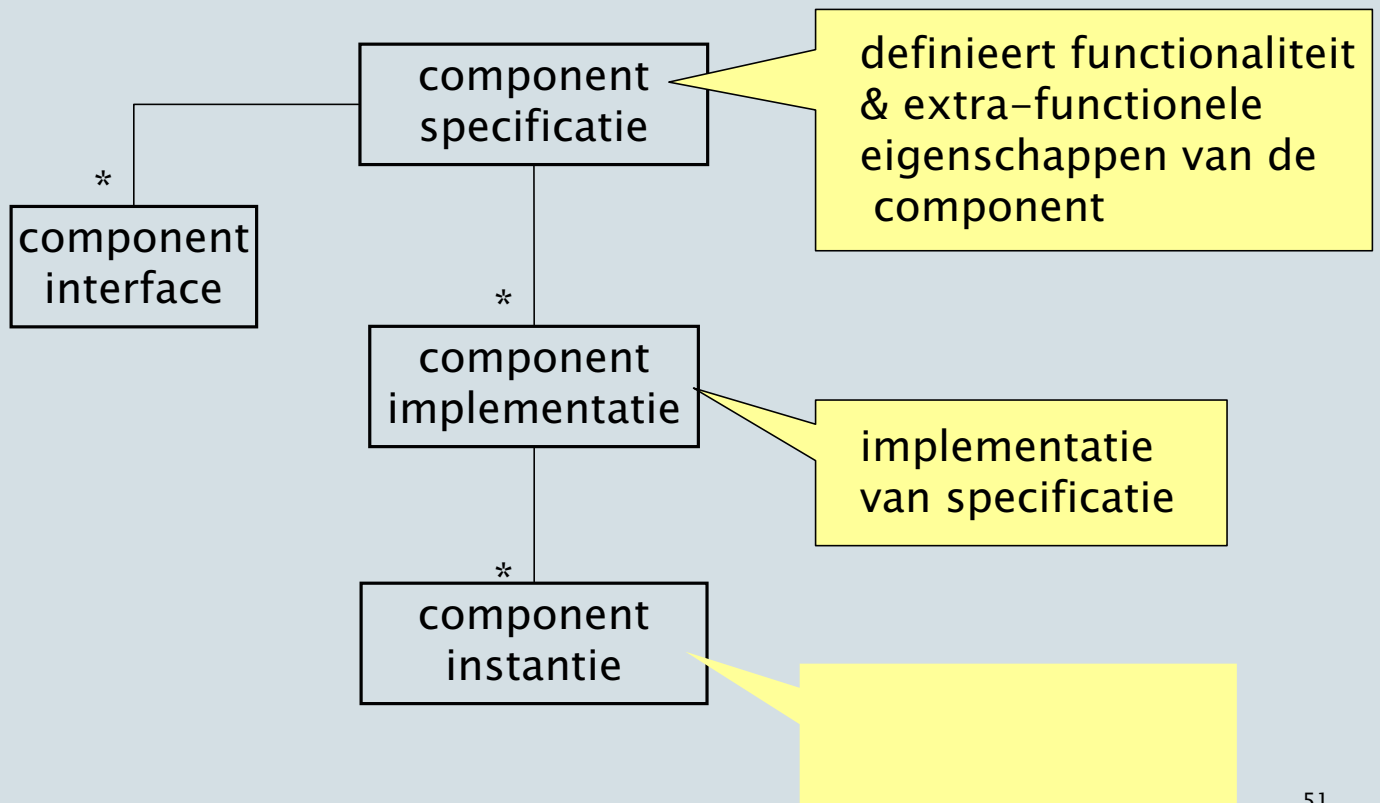 component
specificatie
definieert functionaliteit
& extra-functionele
eigenschappen van de
component
*
component
interface
*
component
implementatie
implementatie
van specificatie
*
component
instantie
51